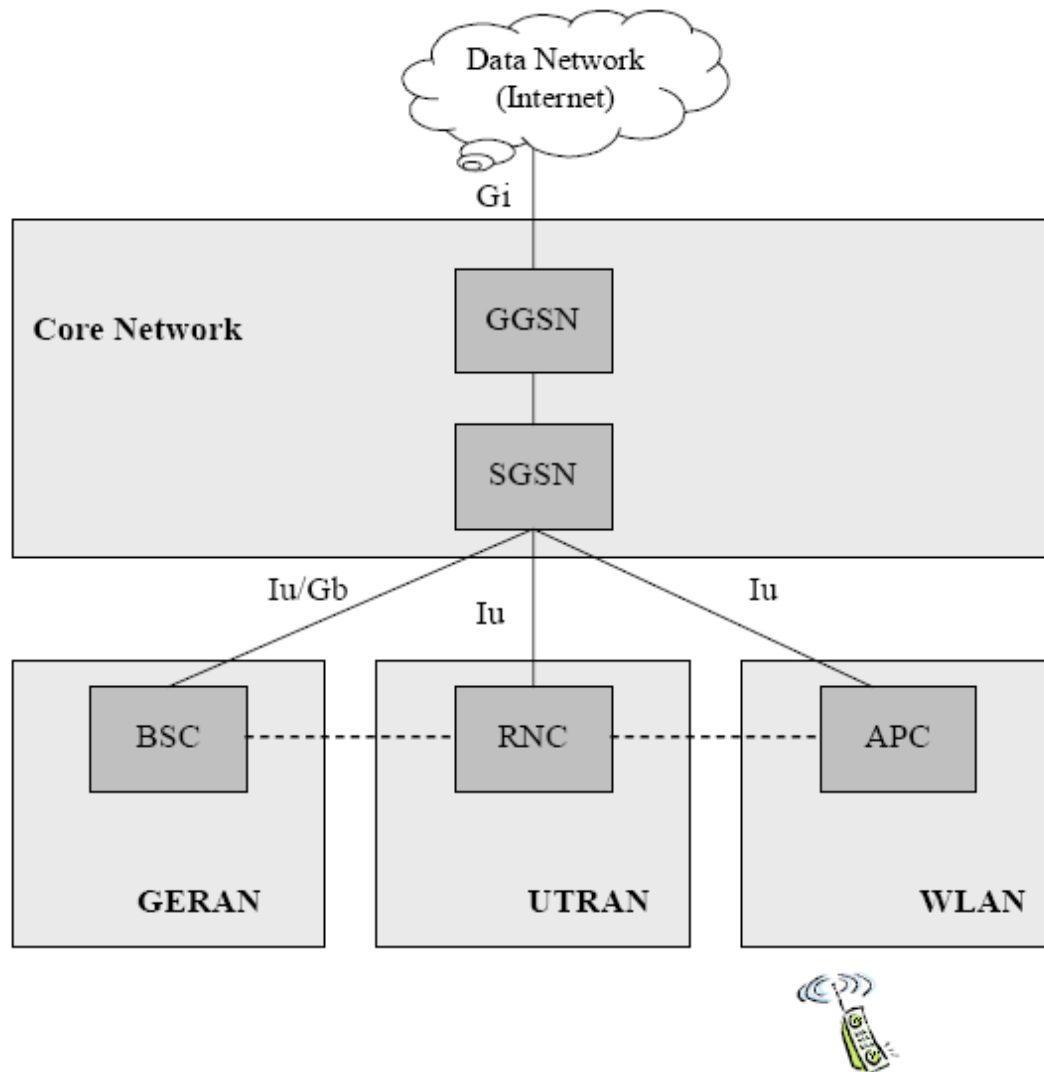 Data Network
(Internet)
Gi
Core Network
GGSN
SGSN
Iu/Gb
Iu
Iu
BSC
RNC
APC
GERAN
UTRAN
WLAN